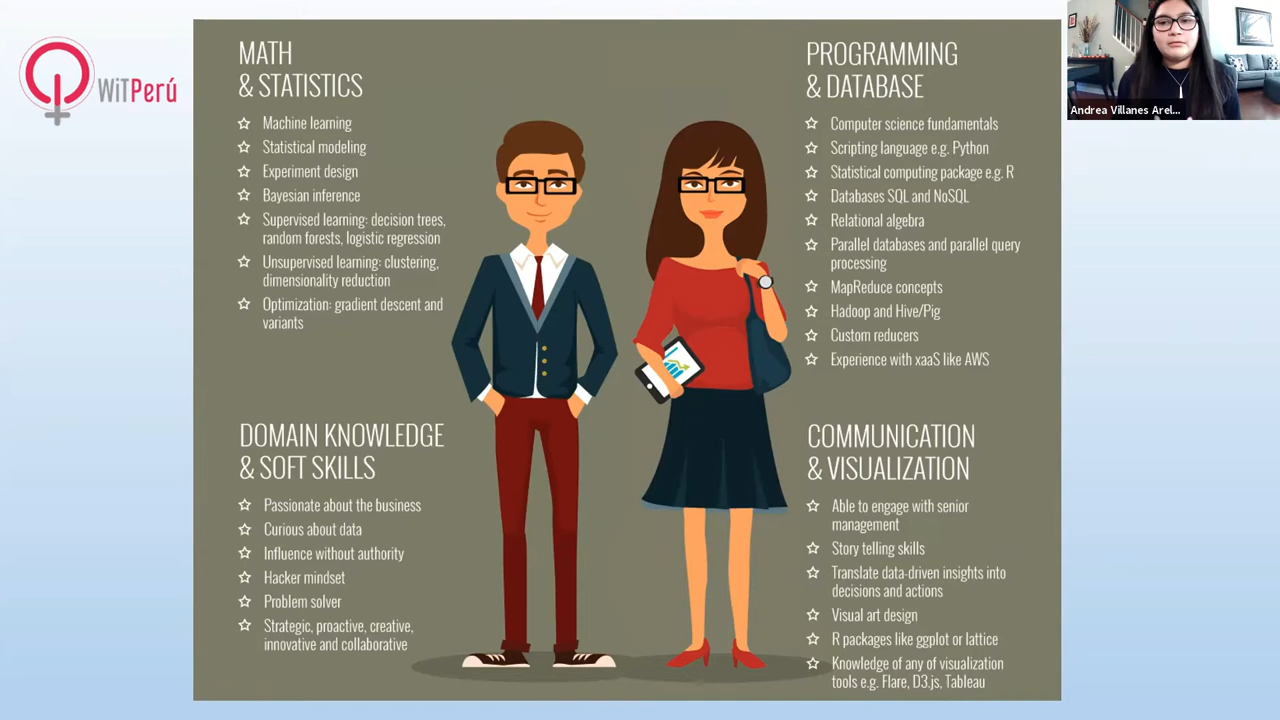 WiTPerú
MATH
& STATISTICS
Machine learning
Statistical modeling
Experiment design
Bayesian inference
Supervised learning: decision trees,
random forests, logistic regression
Unsupervised learning: clustering,
dimensionality reduction
Optimization: gradient descent and
variants
DOMAIN KNOWLEDGE
& SOFT SKILLS
Passionate about the business
Curious about data
Influence without authority
Hacker mindset
Problem solver
Strategic, proactive, creative,
innovative and collaborative
PROGRAMMING
& DATABASE
Computer science fundamentals
Scripting language e.g. Python
Statistical computing package e.g. R
Databases SQL and NoSQL
Relational algebra
Parallel databases and parallel query
processing
MapReduce concepts
Hadoop and Hive/Pig
Custom reducers
Experience with xaaS like AWS
COMMUNICATION
& VISUALIZATION
Able to engage with senior
management
Story telling skills
Translate data-driven insights into
decisions and actions
Visual art design
R packages like ggplot or lattice
Knowledge of any of visualization
tools e.g. Flare, D3.js, Tableau
Andrea Villanes Arel...